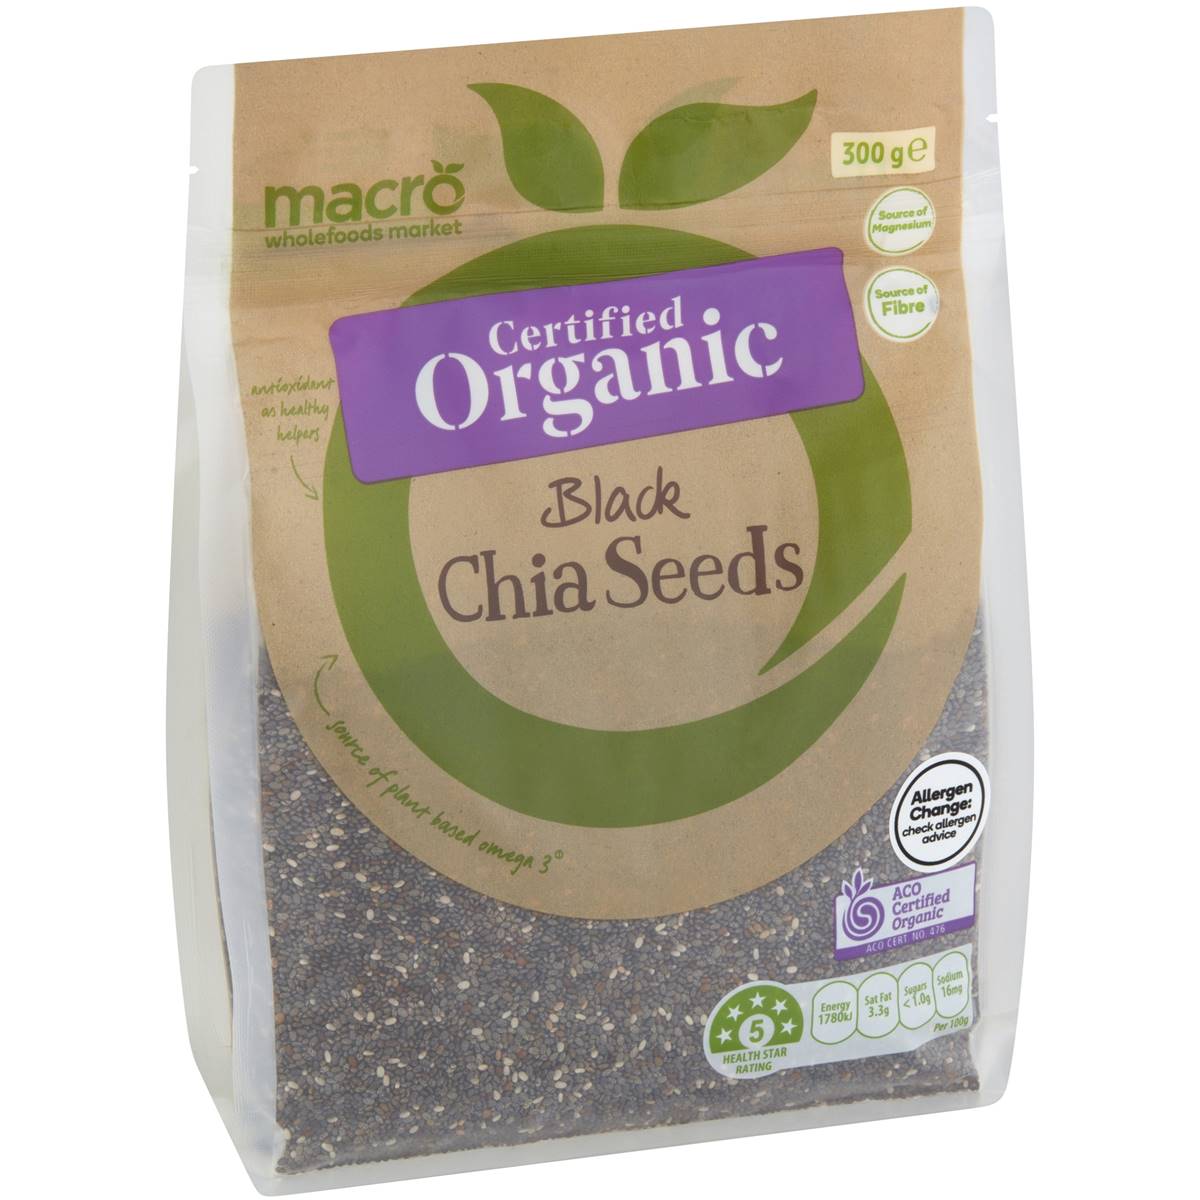 macro
wholefoods market
300 g e
Source of
Magnesium
Source of
Fibre
Certified
Organic
antioxidant
as healthy
helpers
Black
Chia Seeds
source of plant based omega 3
Allergen
Change:
check allergen
advice
ACO
Certified
Organic
ACO CERT NO. 476
5
HEALTH STAR
RATING
Energy
1780kJ
Sat Fat
3.3g
Sugars
<1.0g
Sodium
16mg
Per 100g